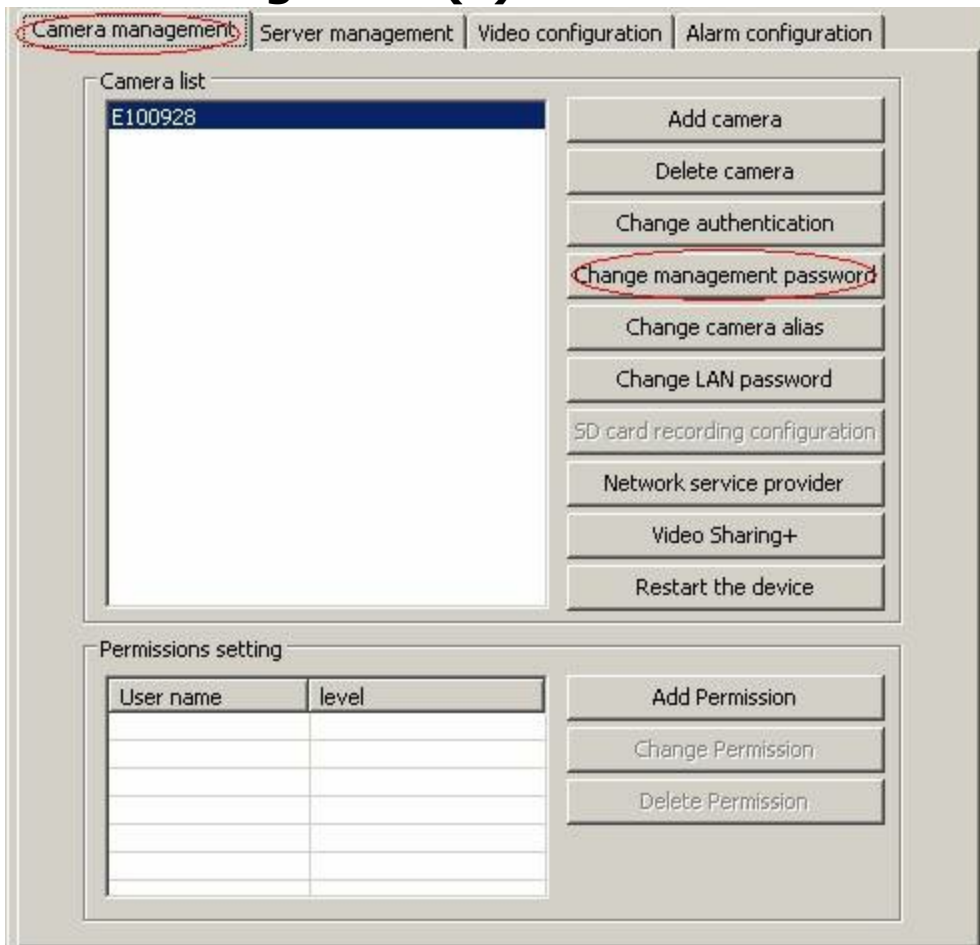 Camera management Server management Video configuration Alarm configuration
Camera list
E100928
Add camera
Delete camera
Change authentication
Change management password
Change camera alias
Change LAN password
SD card recording configuration
Network service provider
Video Sharing+
Restart the device
Permissions setting
User name level
Add Permission
Change Permission
Delete Permission